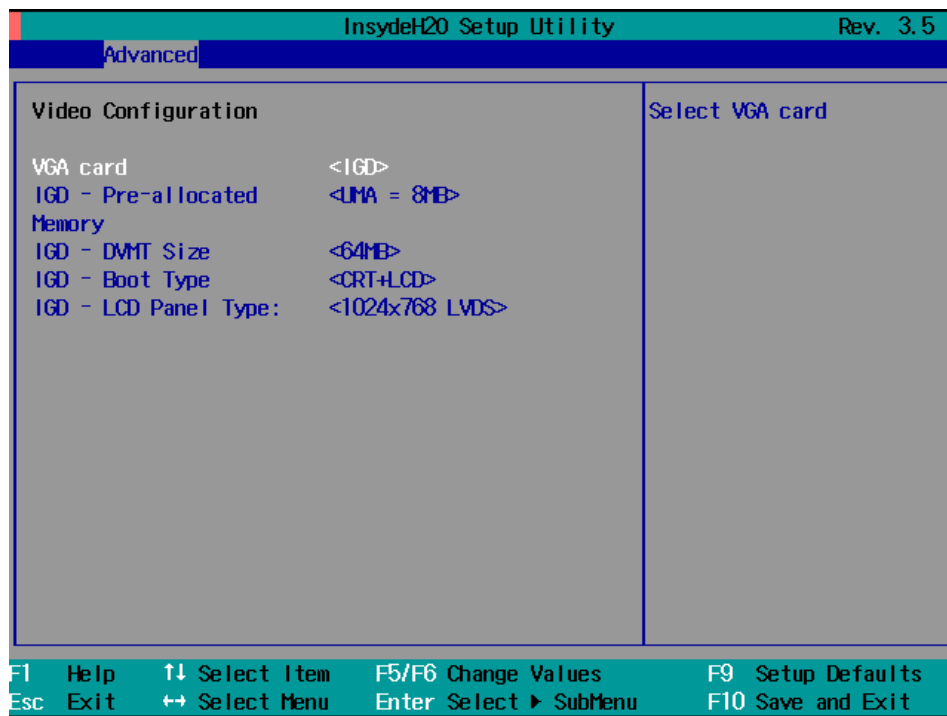 InsydeH2O Setup Utility Rev. 3.5
Advanced
Video Configuration
Select VGA card
VGA card <IGD>
IGD - Pre-allocated <UMA = 8MB>
Memory
IGD - DVMT Size <64MB>
IGD - Boot Type <CRT+LCD>
IGD - LCD Panel Type: <1024x768 LVDS>
F1 Help ↑↓ Select Item F5/F6 Change Values F9 Setup Defaults
Esc Exit ↔ Select Menu Enter Select ▶ SubMenu F10 Save and Exit